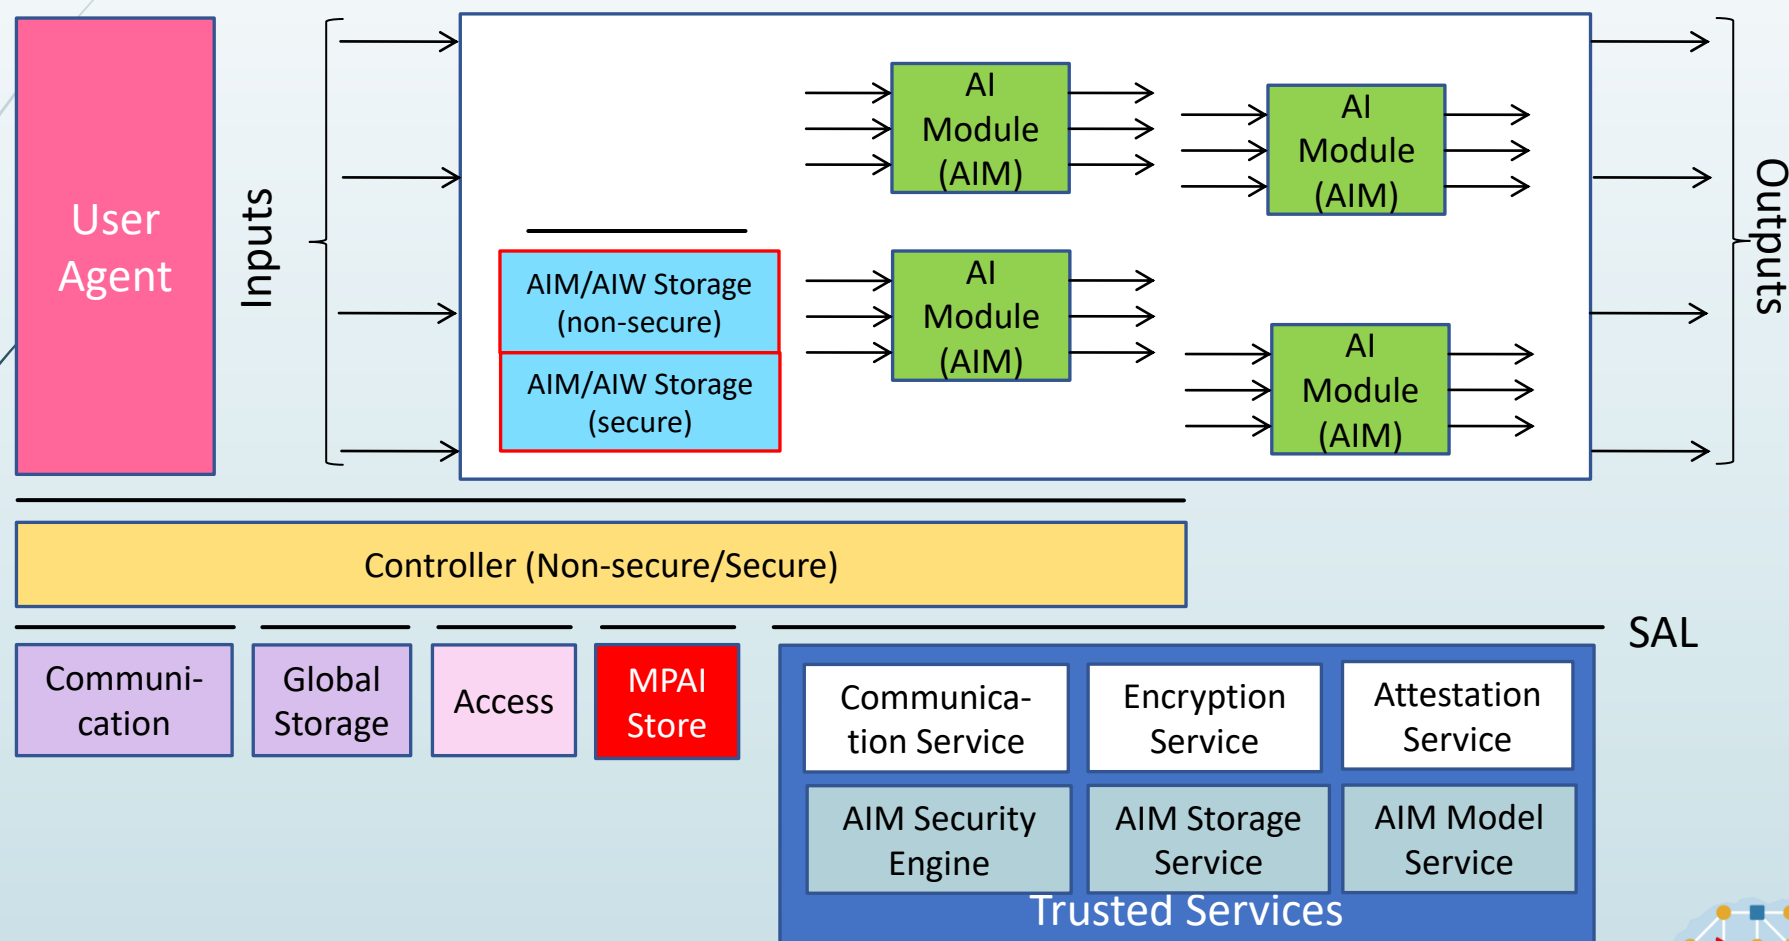 User
Agent
Inputs
AI
Module
(AIM)
AI
Module
(AIM)
AIM/AIW Storage
(non-secure)
AIM/AIW Storage
(secure)
AI
Module
(AIM)
AI
Module
(AIM)
Outputs
Controller (Non-secure/Secure)
SAL
Communi-
cation
Global
Storage
Access
MPAI
Store
Communica-
tion Service
Encryption
Service
Attestation
Service
AIM Security
Engine
AIM Storage
Service
AIM Model
Service
Trusted Services